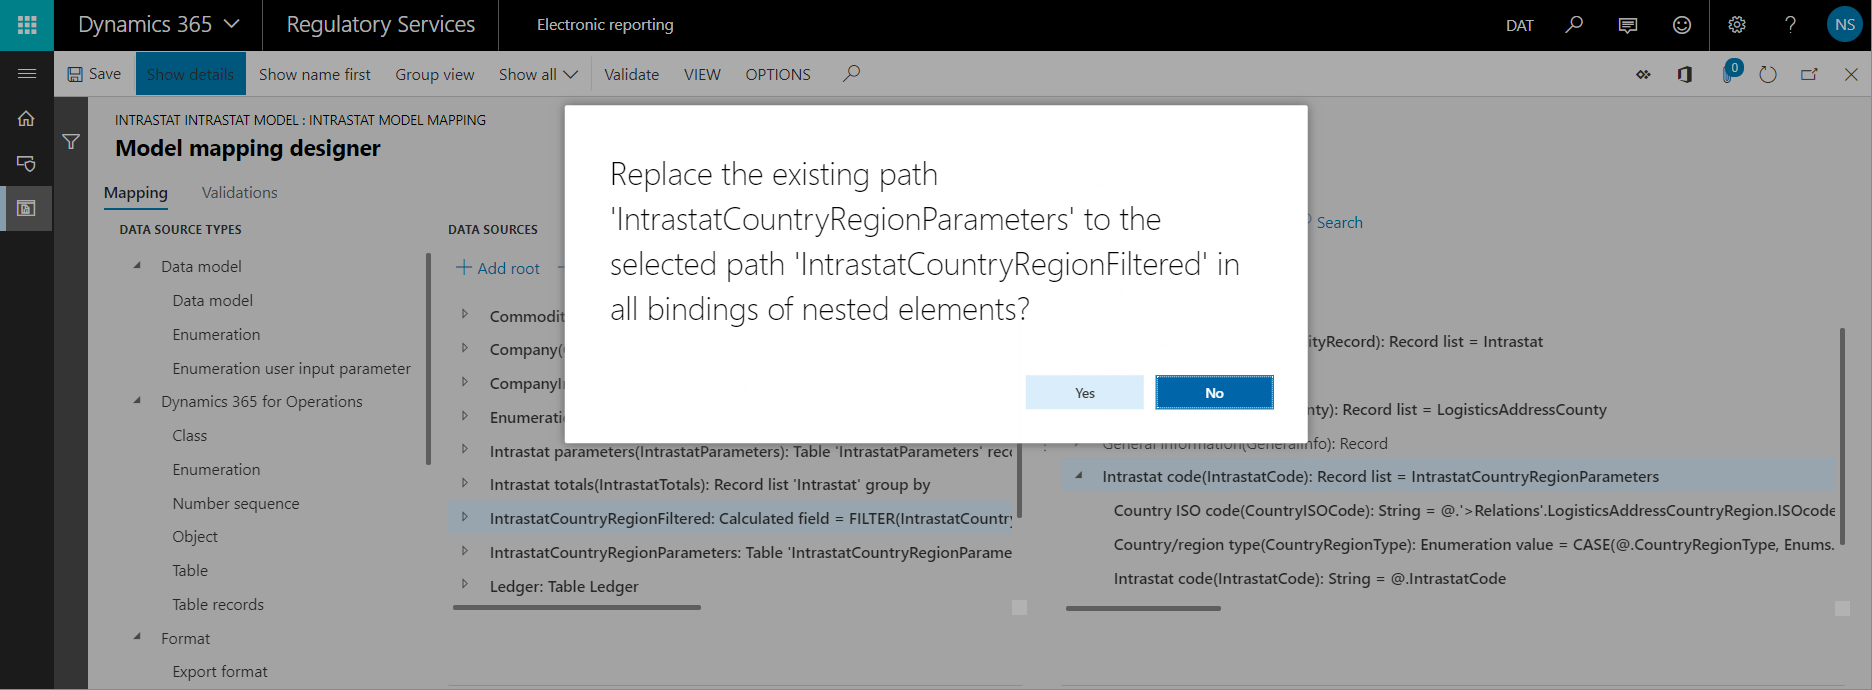 Dynamics 365
Regulatory Services
Electronic reporting
DAT
?
NS
Save
Show details
Show name first
Group view
Show all
Validate
VIEW
OPTIONS
0
INTRASTAT INTRASTAT MODEL : INTRASTAT MODEL MAPPING
Model mapping designer
Mapping
Validations
DATA SOURCE TYPES
Data model
Data model
Enumeration
Enumeration user input parameter
Dynamics 365 for Operations
Class
Enumeration
Number sequence
Object
Table
Table records
Format
Export format
DATA SOURCES
+ Add root
Commodit
Company(
CompanyI
Enumerati
Intrastat parameters(IntrastatParameters): Table 'IntrastatParameters' rec
Intrastat totals(IntrastatTotals): Record list 'Intrastat' group by
IntrastatCountryRegionFiltered: Calculated field = FILTER(IntrastatCountry
IntrastatCountryRegionParameters: Table 'IntrastatCountryRegionParame
Ledger: Table Ledger
Replace the existing path
'IntrastatCountryRegionParameters' to the
selected path 'IntrastatCountryRegionFiltered' in
all bindings of nested elements?
Yes
No
Search
ityRecord): Record list = Intrastat
nty): Record list = LogisticsAddressCounty
General information(GeneralInfo): Record
Intrastat code(IntrastatCode): Record list = IntrastatCountryRegionParameters
Country ISO code(CountryISOCode): String = @.'>Relations'.LogisticsAddressCountryRegion.ISOcode
Country/region type(CountryRegionType): Enumeration value = CASE(@.CountryRegionType, Enums.
Intrastat code(IntrastatCode): String = @.IntrastatCode